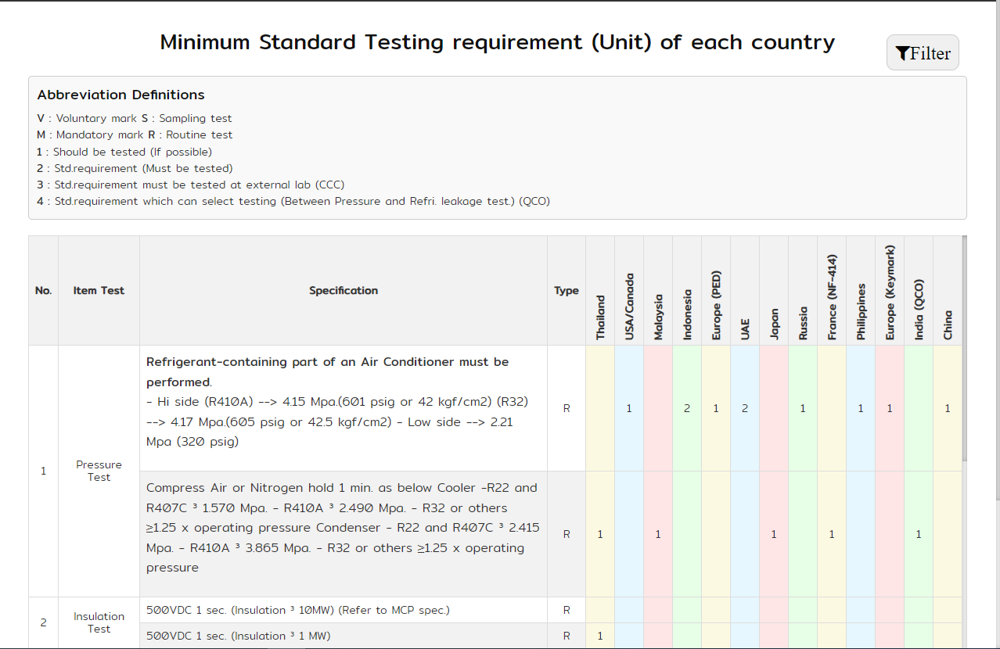 Minimum Standard Testing requirement (Unit) of each country
Filter
Abbreviation Definitions
V : Voluntary mark S : Sampling test
M : Mandatory mark R : Routine test
1 : Should be tested (If possible)
2 : Std.requirement (Must be tested)
3 : Std.requirement must be tested at external lab (CCC)
4 : Std.requirement which can select testing (Between Pressure and Refri. leakage test.) (QCO)
No.
Item Test
Specification
Type
Thailand
USA/Canada
Malaysia
Indonesia
Europe (PED)
UAE
Japan
Russia
France (NF-414)
Philippines
Europe (Keymark)
India (QCO)
China
1
Pressure
Test
Refrigerant-containing part of an Air Conditioner must be
performed.
- Hi side (R410A) --> 4.15 Mpa.(601 psig or 42 kgf/cm2) (R32)
--> 4.17 Mpa.(605 psig or 42.5 kgf/cm2) - Low side --> 2.21
Mpa (320 psig)
R
1
2
1
2
1
1
1
1
Compress Air or Nitrogen hold 1 min. as below Cooler -R22 and
R407C ³ 1.570 Mpa. - R410A ³ 2.490 Mpa. - R32 or others
≥1.25 x operating pressure Condenser - R22 and R407C ³ 2.415
Mpa. - R410A ³ 3.865 Mpa. - R32 or others ≥1.25 x operating
pressure
R
1
1
1
1
1
2
Insulation
Test
500VDC 1 sec. (Insulation ³ 10MW) (Refer to MCP spec.)
R
500VDC 1 sec. (Insulation ³ 1 MW)
R
1